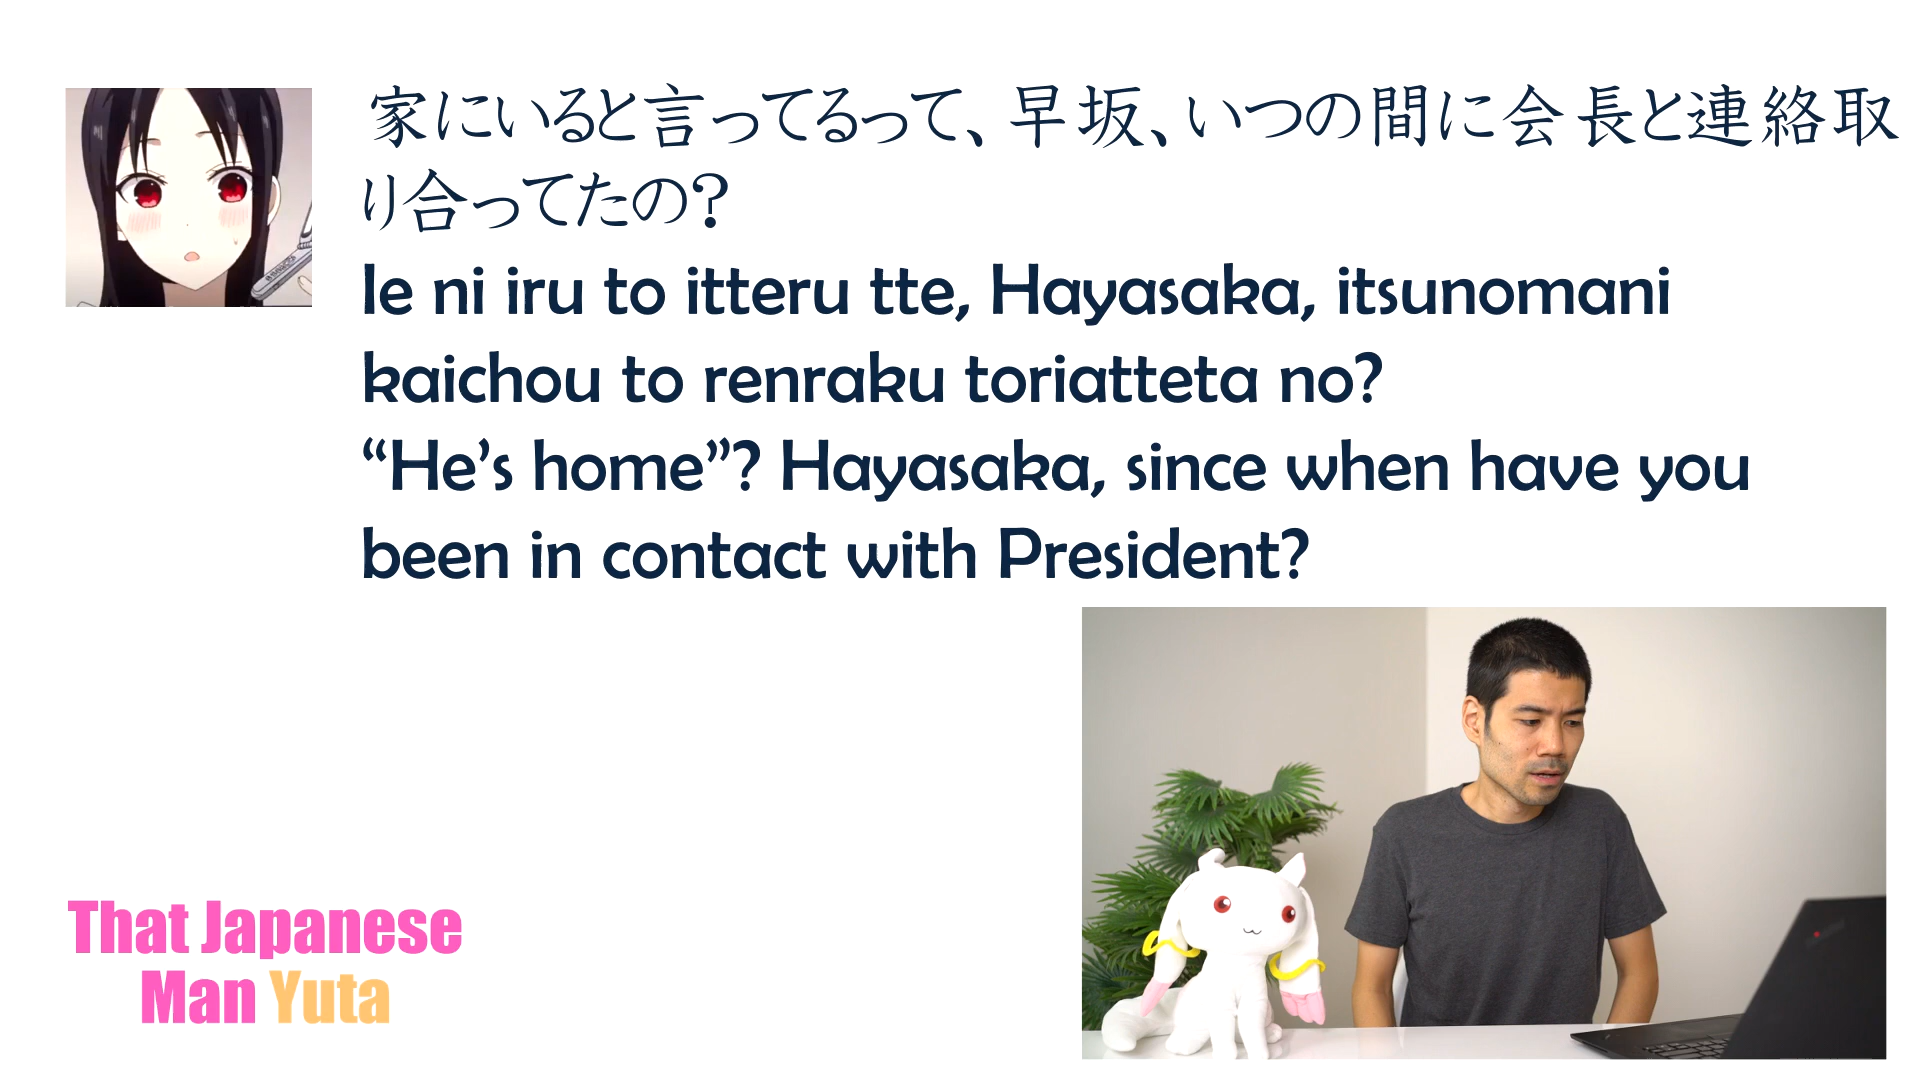 家にいると言ってるって、早坂、いつの間に会長と連絡取
り合ってたの?
Ie ni iru to itteru tte, Hayasaka, itsunomani
kaichou to renraku toriatteta no?
“He’s home”? Hayasaka, since when have you
been in contact with President?
That Japanese
Man Yuta